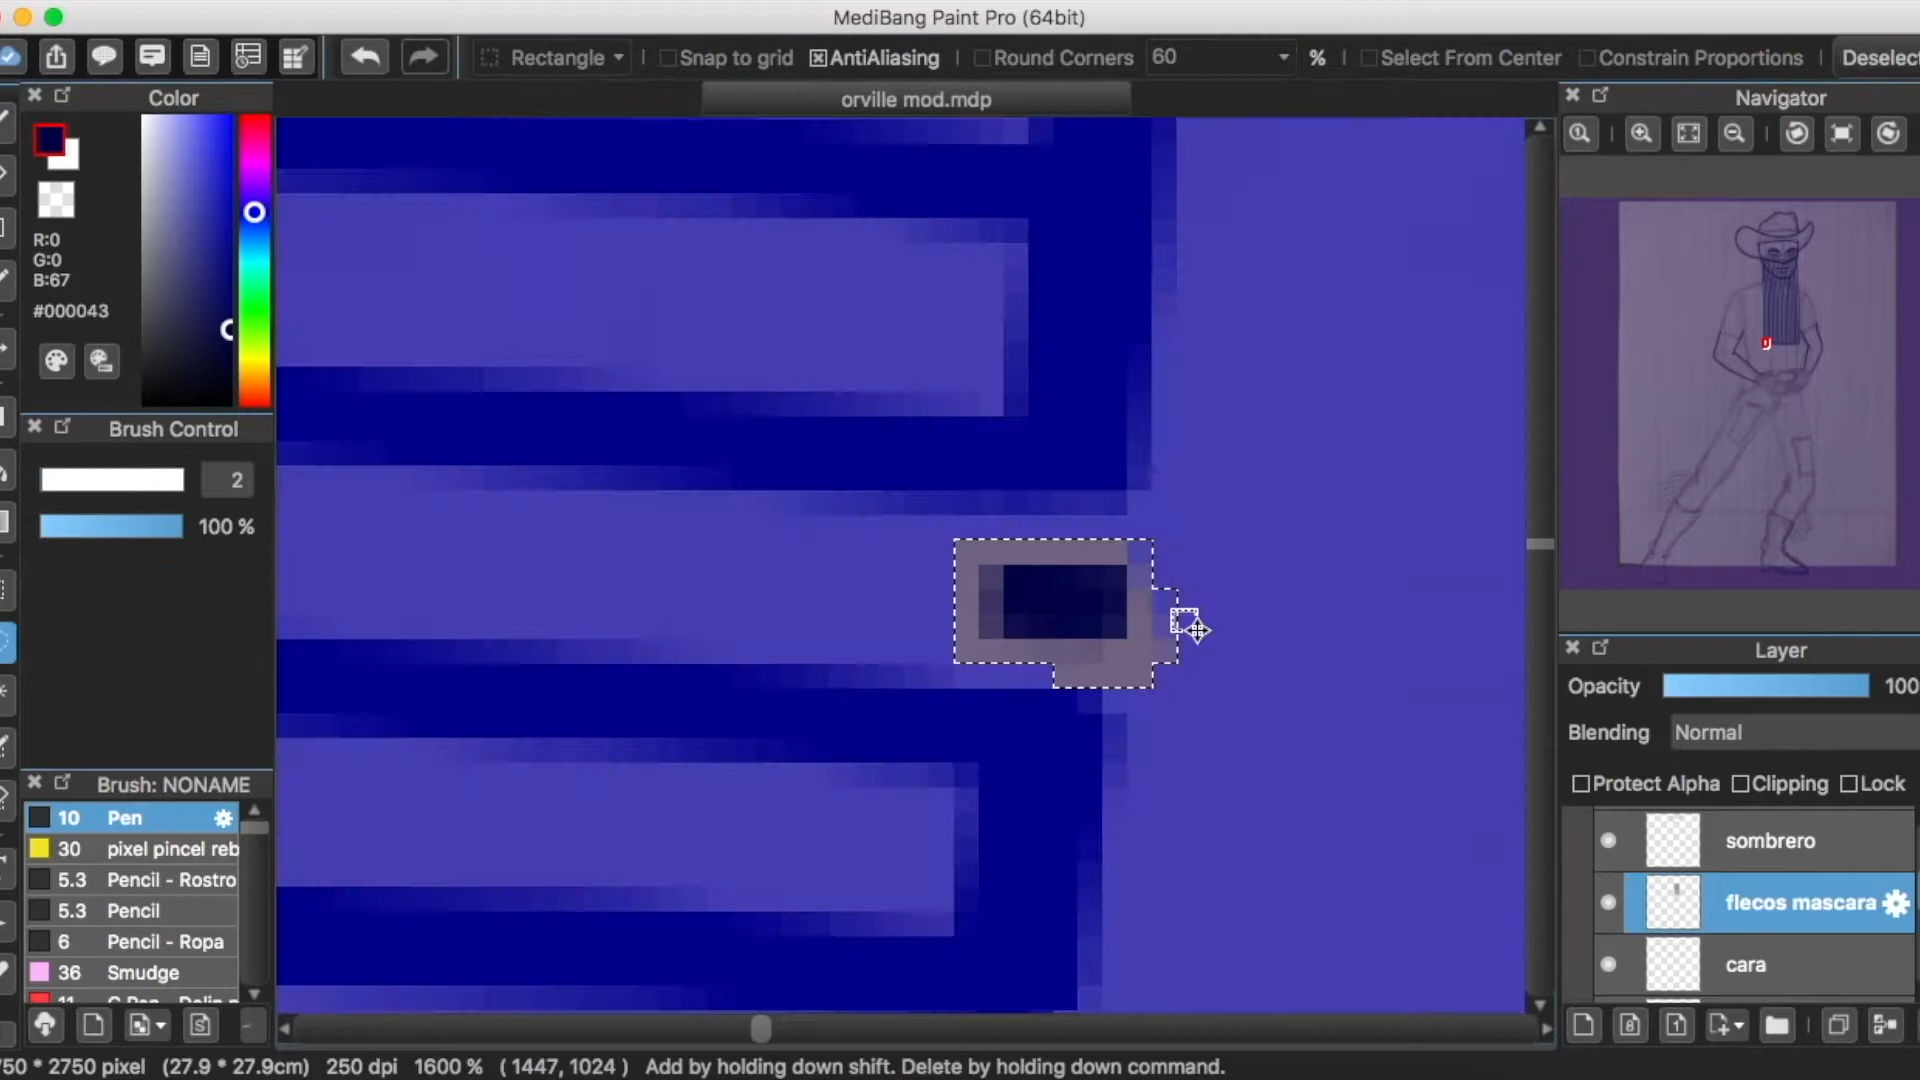 MediBang Paint Pro (64bit)
Rectangle
Snap to grid
AntiAliasing
Round Corners
60
%
Select From Center
Constrain Proportions
Deselect
Color
orville mod.mdp
Navigator
R:0
G:0
B:67
#000043
Brush Control
2
100 %
Layer
Opacity
100
Blending
Normal
Protect Alpha
Clipping
Lock
Brush: NONAME
10 Pen
30 pixel pincel reb
5.3 Pencil - Rostro
5.3 Pencil
6 Pencil - Ropa
36 Smudge
sombrero
flecos mascara
cara
8
1
S
50 * 2750 pixel (27.9 * 27.9cm) 250 dpi 1600 % ( 1447, 1024 ) Add by holding down shift. Delete by holding down command.